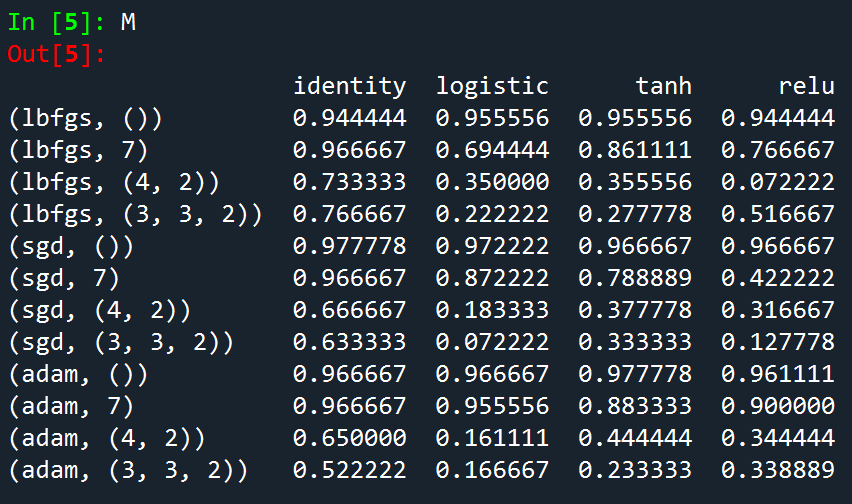 In [5]: M
Out[5]:
identity logistic tanh relu
(lbfgs, ()) 0.944444 0.955556 0.955556 0.944444
(lbfgs, 7) 0.966667 0.694444 0.861111 0.766667
(lbfgs, (4, 2)) 0.733333 0.350000 0.355556 0.072222
(lbfgs, (3, 3, 2)) 0.766667 0.222222 0.277778 0.516667
(sgd, ()) 0.977778 0.972222 0.966667 0.966667
(sgd, 7) 0.966667 0.872222 0.788889 0.422222
(sgd, (4, 2)) 0.666667 0.183333 0.377778 0.316667
(sgd, (3, 3, 2)) 0.633333 0.072222 0.333333 0.127778
(adam, ()) 0.966667 0.966667 0.977778 0.961111
(adam, 7) 0.966667 0.955556 0.883333 0.900000
(adam, (4, 2)) 0.650000 0.161111 0.444444 0.344444
(adam, (3, 3, 2)) 0.522222 0.166667 0.233333 0.338889